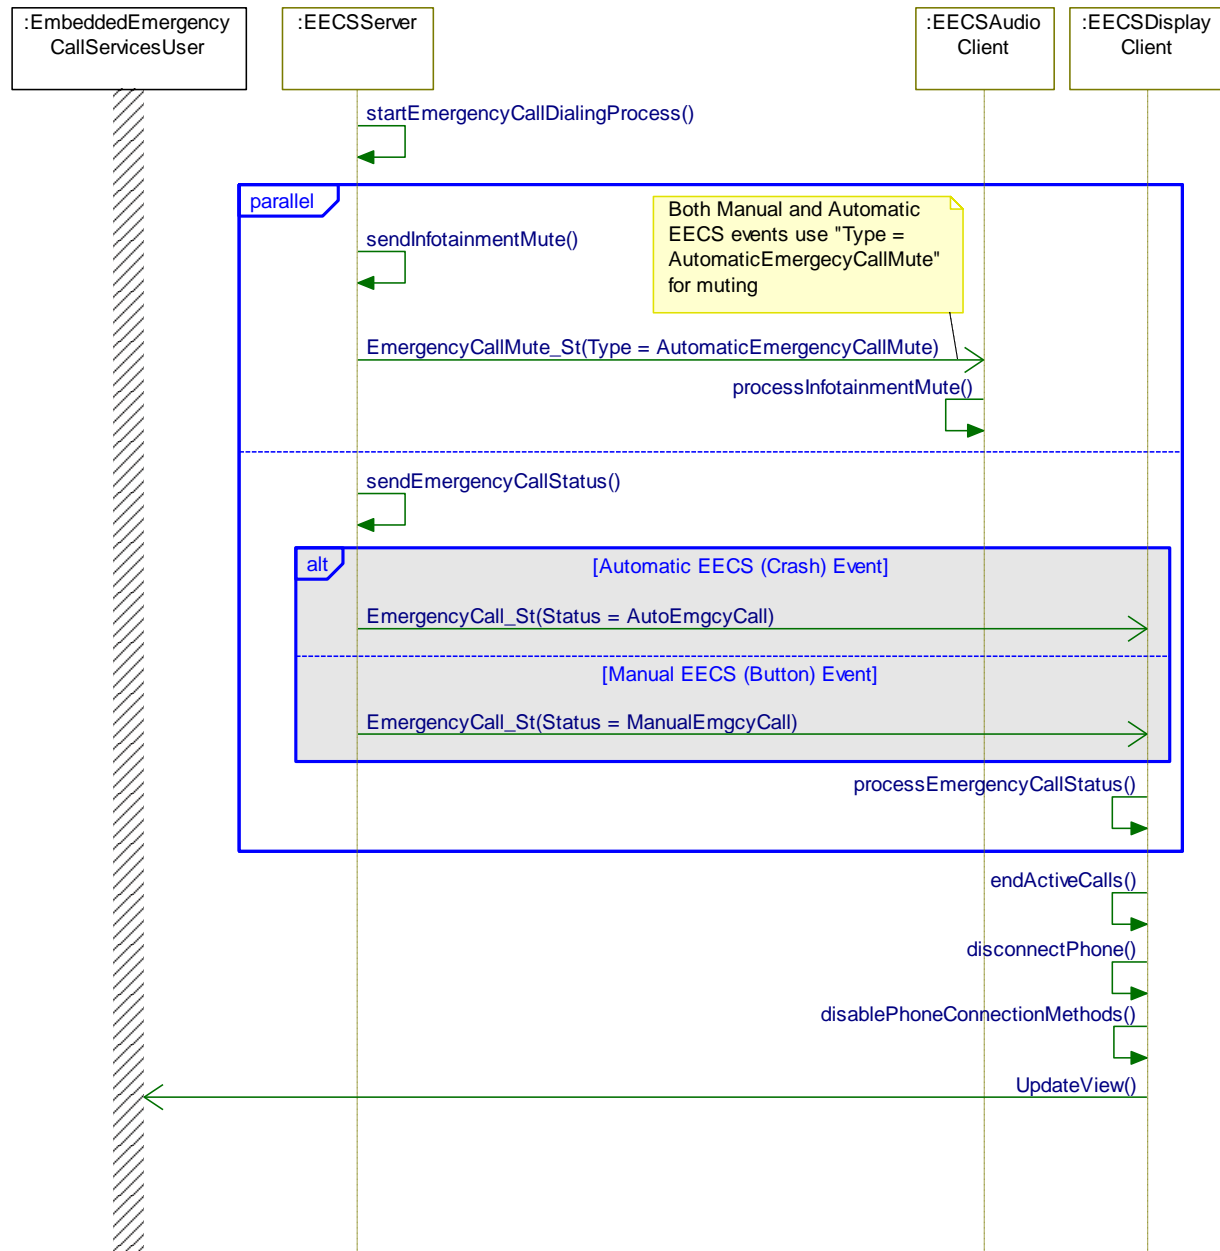 :EmbeddedEmergency
CallServicesUser
:EECSServer
:EECSAudio
Client
:EECSDisplay
Client
startEmergencyCallDialingProcess()
parallel
Both Manual and Automatic
EECS events use "Type =
AutomaticEmergecyCallMute"
for muting
sendInfotainmentMute()
EmergencyCallMute_St(Type = AutomaticEmergencyCallMute)
processInfotainmentMute()
sendEmergencyCallStatus()
alt
[Automatic EECS (Crash) Event]
EmergencyCall_St(Status = AutoEmgcyCall)
[Manual EECS (Button) Event]
EmergencyCall_St(Status = ManualEmgcyCall)
processEmergencyCallStatus()
endActiveCalls()
disconnectPhone()
disablePhoneConnectionMethods()
UpdateView()